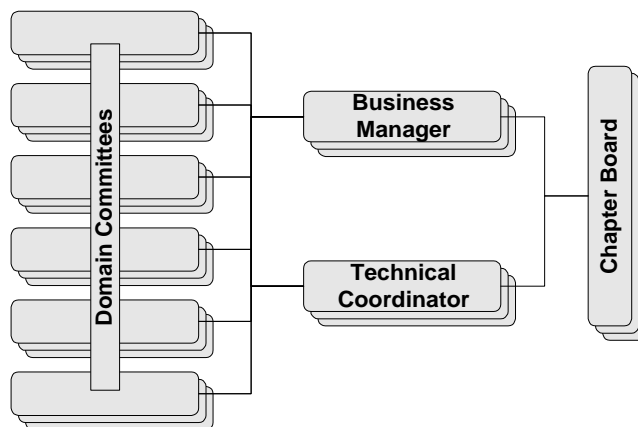 Domain Committees
Business
Manager
Technical
Coordinator
Chapter Board